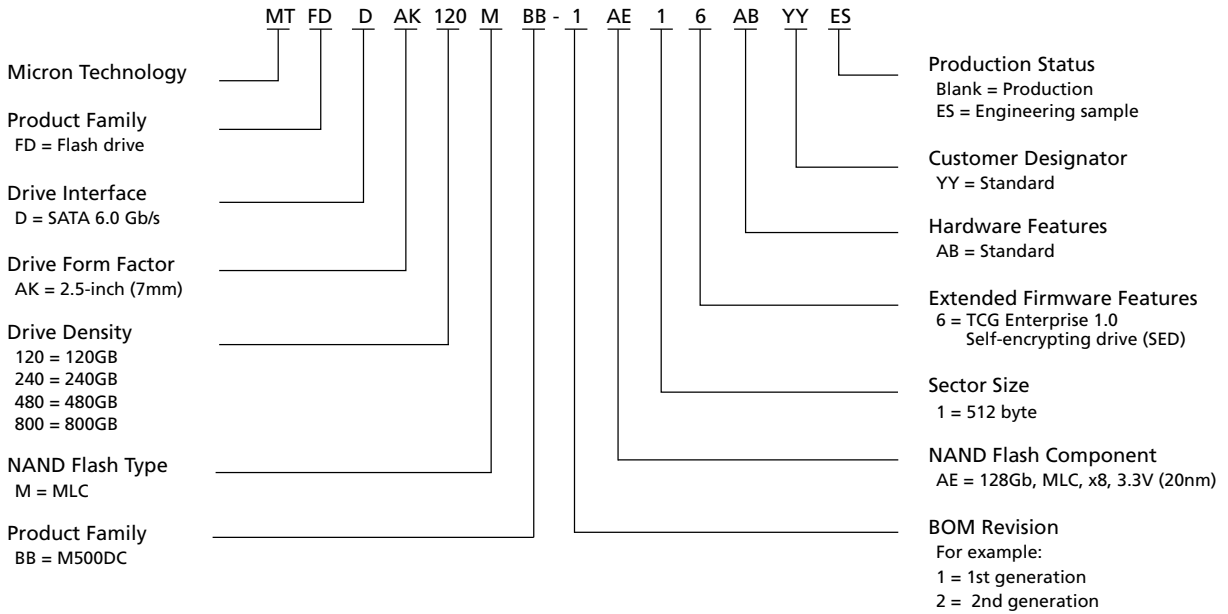 MT FD D AK 120 M BB - 1 AE 1 6 AB YY ES
Micron Technology
Product Family
FD = Flash drive
Drive Interface
D = SATA 6.0 Gb/s
Drive Form Factor
AK = 2.5-inch (7mm)
Drive Density
120 = 120GB
240 = 240GB
480 = 480GB
800 = 800GB
NAND Flash Type
M = MLC
Product Family
BB = M500DC
Production Status
Blank = Production
ES = Engineering sample
Customer Designator
YY = Standard
Hardware Features
AB = Standard
Extended Firmware Features
6 = TCG Enterprise 1.0
Self-encrypting drive (SED)
Sector Size
1 = 512 byte
NAND Flash Component
AE = 128Gb, MLC, x8, 3.3V (20nm)
BOM Revision
For example:
1 = 1st generation
2 = 2nd generation